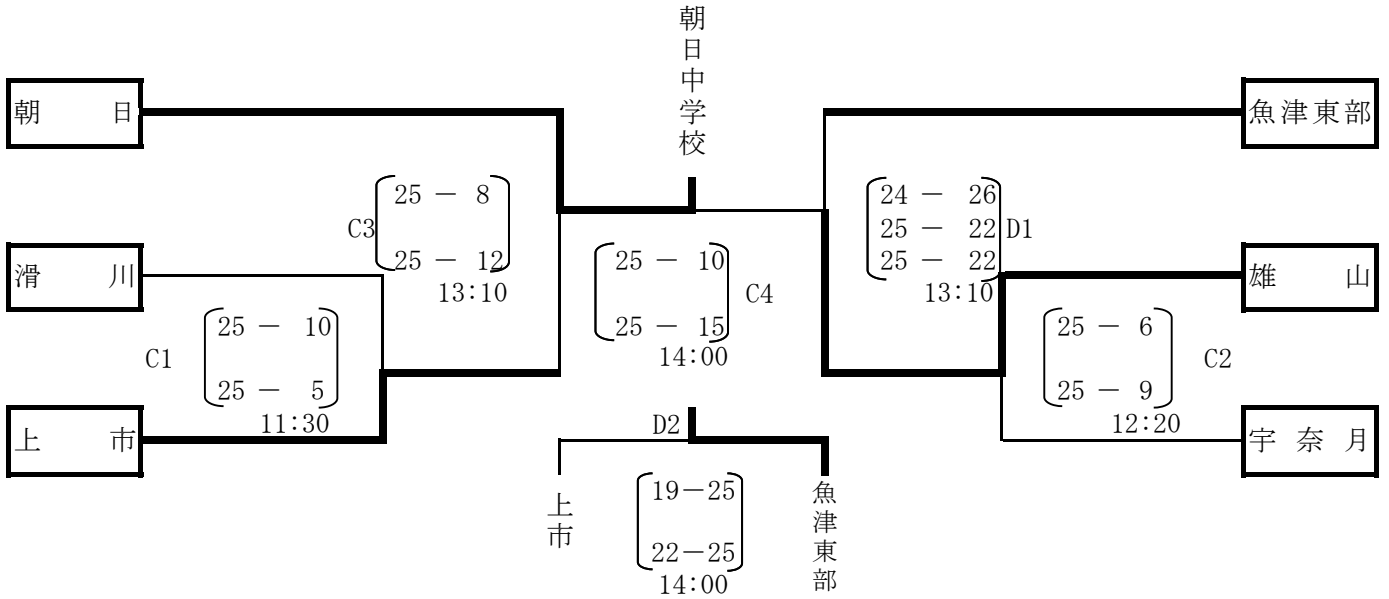 朝日中学校
朝 日
魚津東部
C3
25 － 8
25 － 12
13:10
24 － 26
25 － 22
25 － 22
D1
13:10
滑 川
雄 山
25 － 10
25 － 15
C4
14:00
C1
25 － 10
25 － 5
11:30
25 － 6
25 － 9
C2
12:20
上 市
宇 奈 月
D2
上市
19－25
22－25
14:00
魚津東部